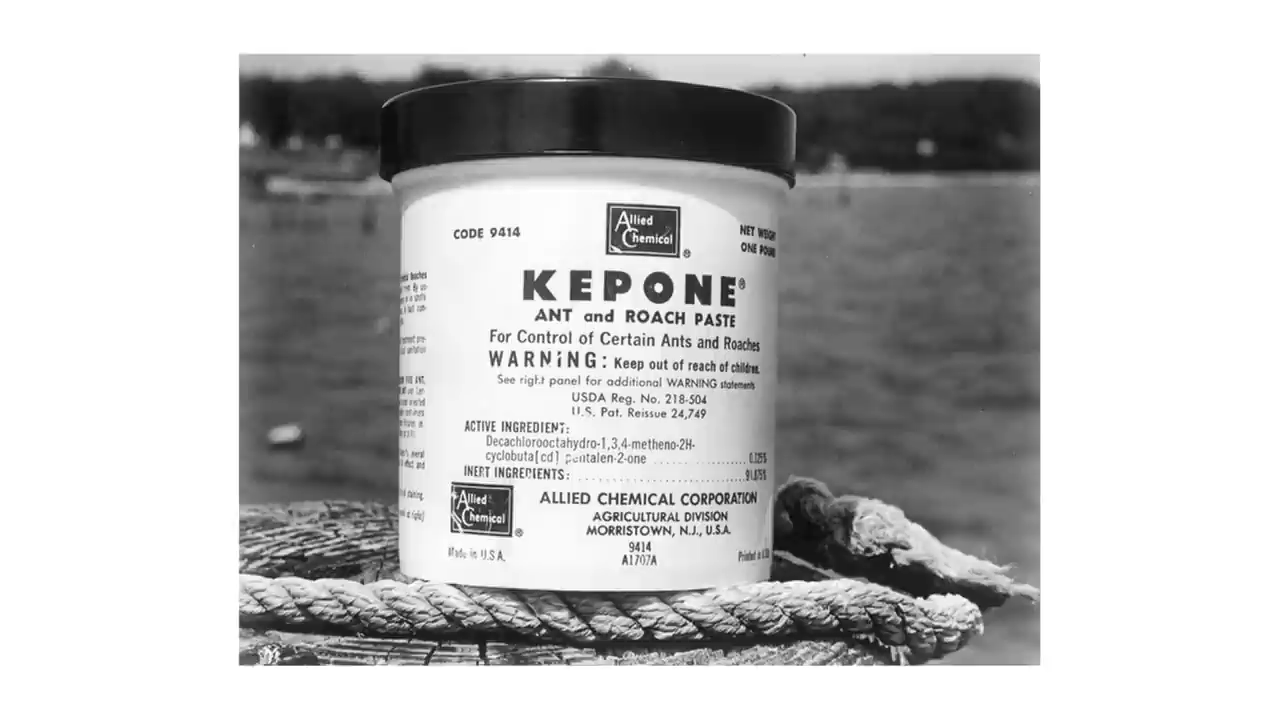 CODE 9414
Allied
Chemical
®
NET WEIGHT
ONE POUND
KEPONE®
ANT and ROACH PASTE
For Control of Certain Ants and Roaches
WARNING: Keep out of reach of children.
See right panel for additional WARNING statements
USDA Reg. No. 218-504
U.S. Pat. Reissue 24,749
ACTIVE INGREDIENT:
Decachlorooctahydro-1,3,4-metheno-2H-
cyclobuta[cd] pentalen-2-one 0.125%
INERT INGREDIENTS:
Allied
Chemical
®
ALLIED CHEMICAL CORPORATION
AGRICULTURAL DIVISION
MORRISTOWN, N.J., U.S.A.
9414
A1707A
Made in U.S.A.
Printed in